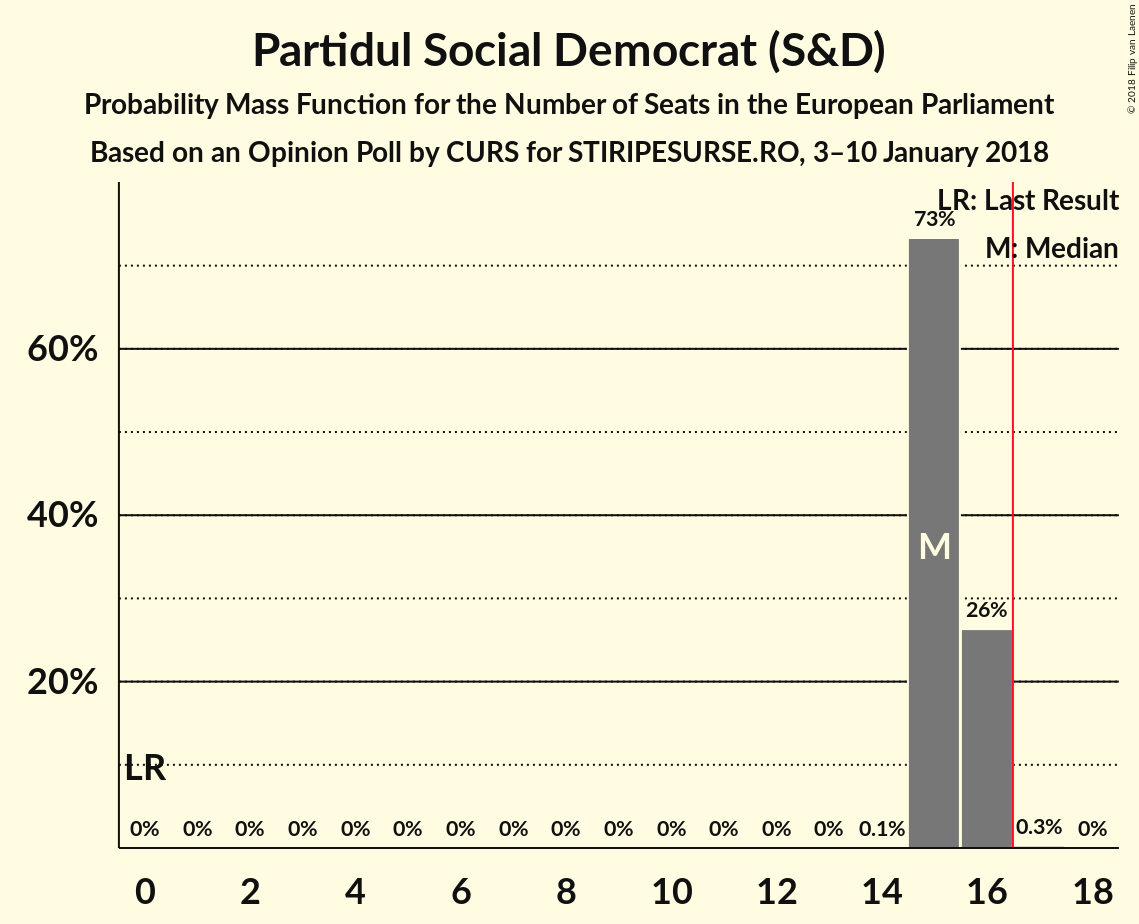 Partidul Social Democrat (S&D)
Probability Mass Function for the Number of Seats in the European Parliament
Based on an Opinion Poll by CURS for STIRIPESURSE.RO, 3–10 January 2018
© 2018 Filip van Laenen
LR: Last Result
M: Median
73%
60%
40%
M
26%
20%
LR
0% 0% 0% 0% 0% 0% 0% 0% 0% 0% 0% 0% 0% 0% 0.1% 0.3% 0%
0 2 4 6 8 10 12 14 16 18